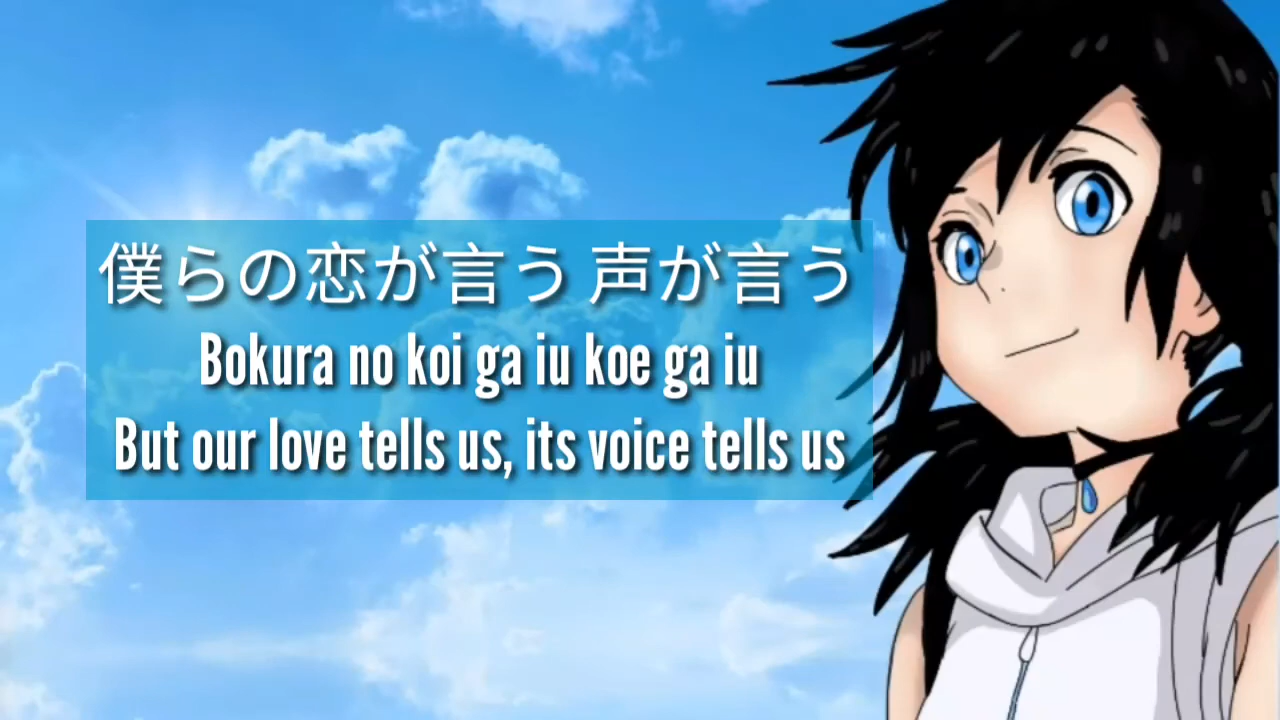 僕らの恋が言う 声が言う
Bokura no koi ga iu koe ga iu
But our love tells us, its voice tells us